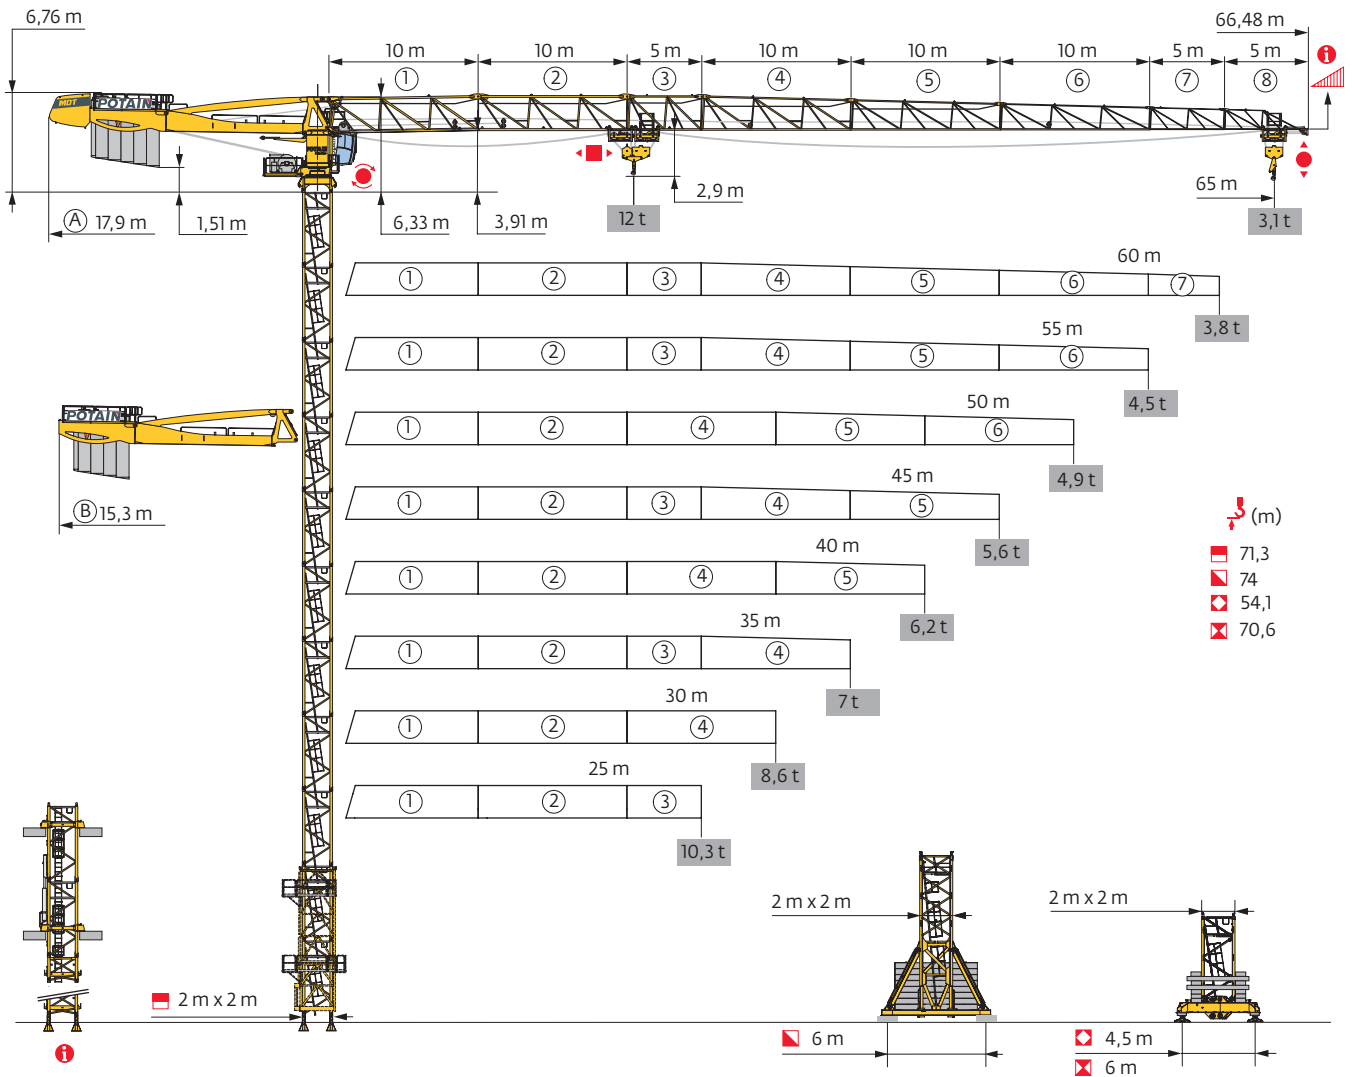 6,76 m
66,48 m
10 m 10 m 5 m 10 m 10 m 10 m 5 m 5 m
i
1 2 3 4 5 6 7 8
MDT POTAIN
POTAIN
2,9 m
65 m
A 17,9 m 1,51 m 6,33 m 3,91 m 12 t 3,1 t
60 m
1 2 3 4 5 6 7
3,8 t
55 m
1 2 3 4 5 6
4,5 t
POTAIN
50 m
1 2 4 5 6
4,9 t
45 m
1 2 3 4 5
B 15,3 m
5,6 t
(m)
71,3
74
54,1
70,6
40 m
1 2 4 5
6,2 t
35 m
1 2 3 4
7 t
30 m
1 2 4
8,6 t
25 m
1 2 3
10,3 t
2 m x 2 m
2 m x 2 m
2 m x 2 m
i
6 m
4,5 m
6 m